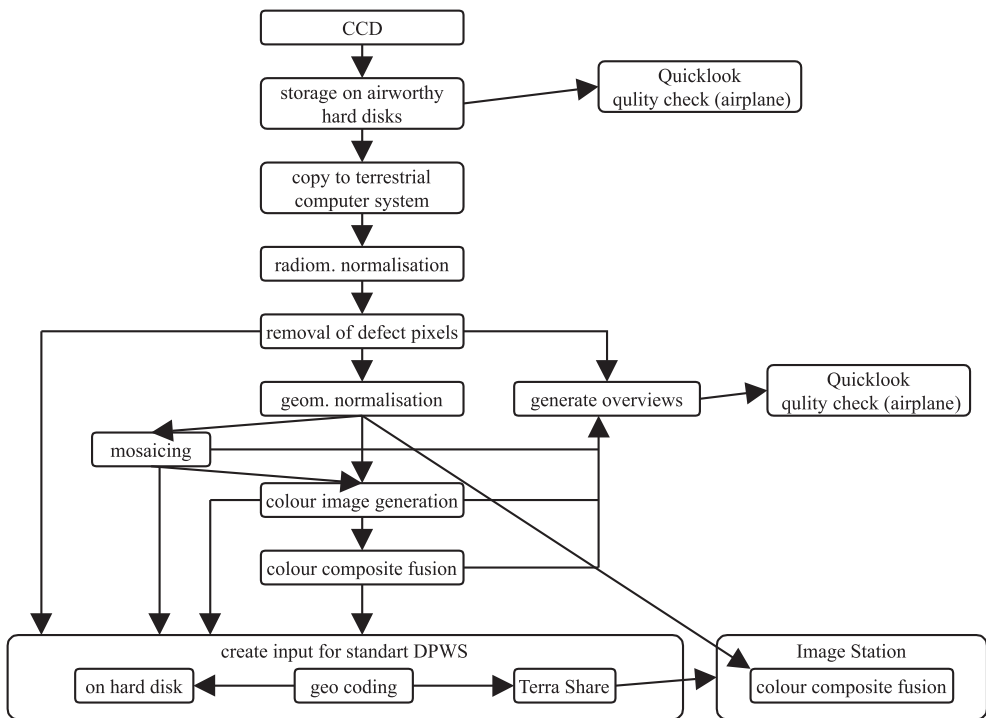 CCD
storage on airworthy
hard disks
Quicklook
qulity check (airplane)
copy to terrestrial
computer system
radiom. normalisation
removal of defect pixels
geom. normalisation
generate overviews
Quicklook
qulity check (airplane)
mosaicing
colour image generation
colour composite fusion
create input for standart DPWS
on hard disk
geo coding
Terra Share
Image Station
colour composite fusion